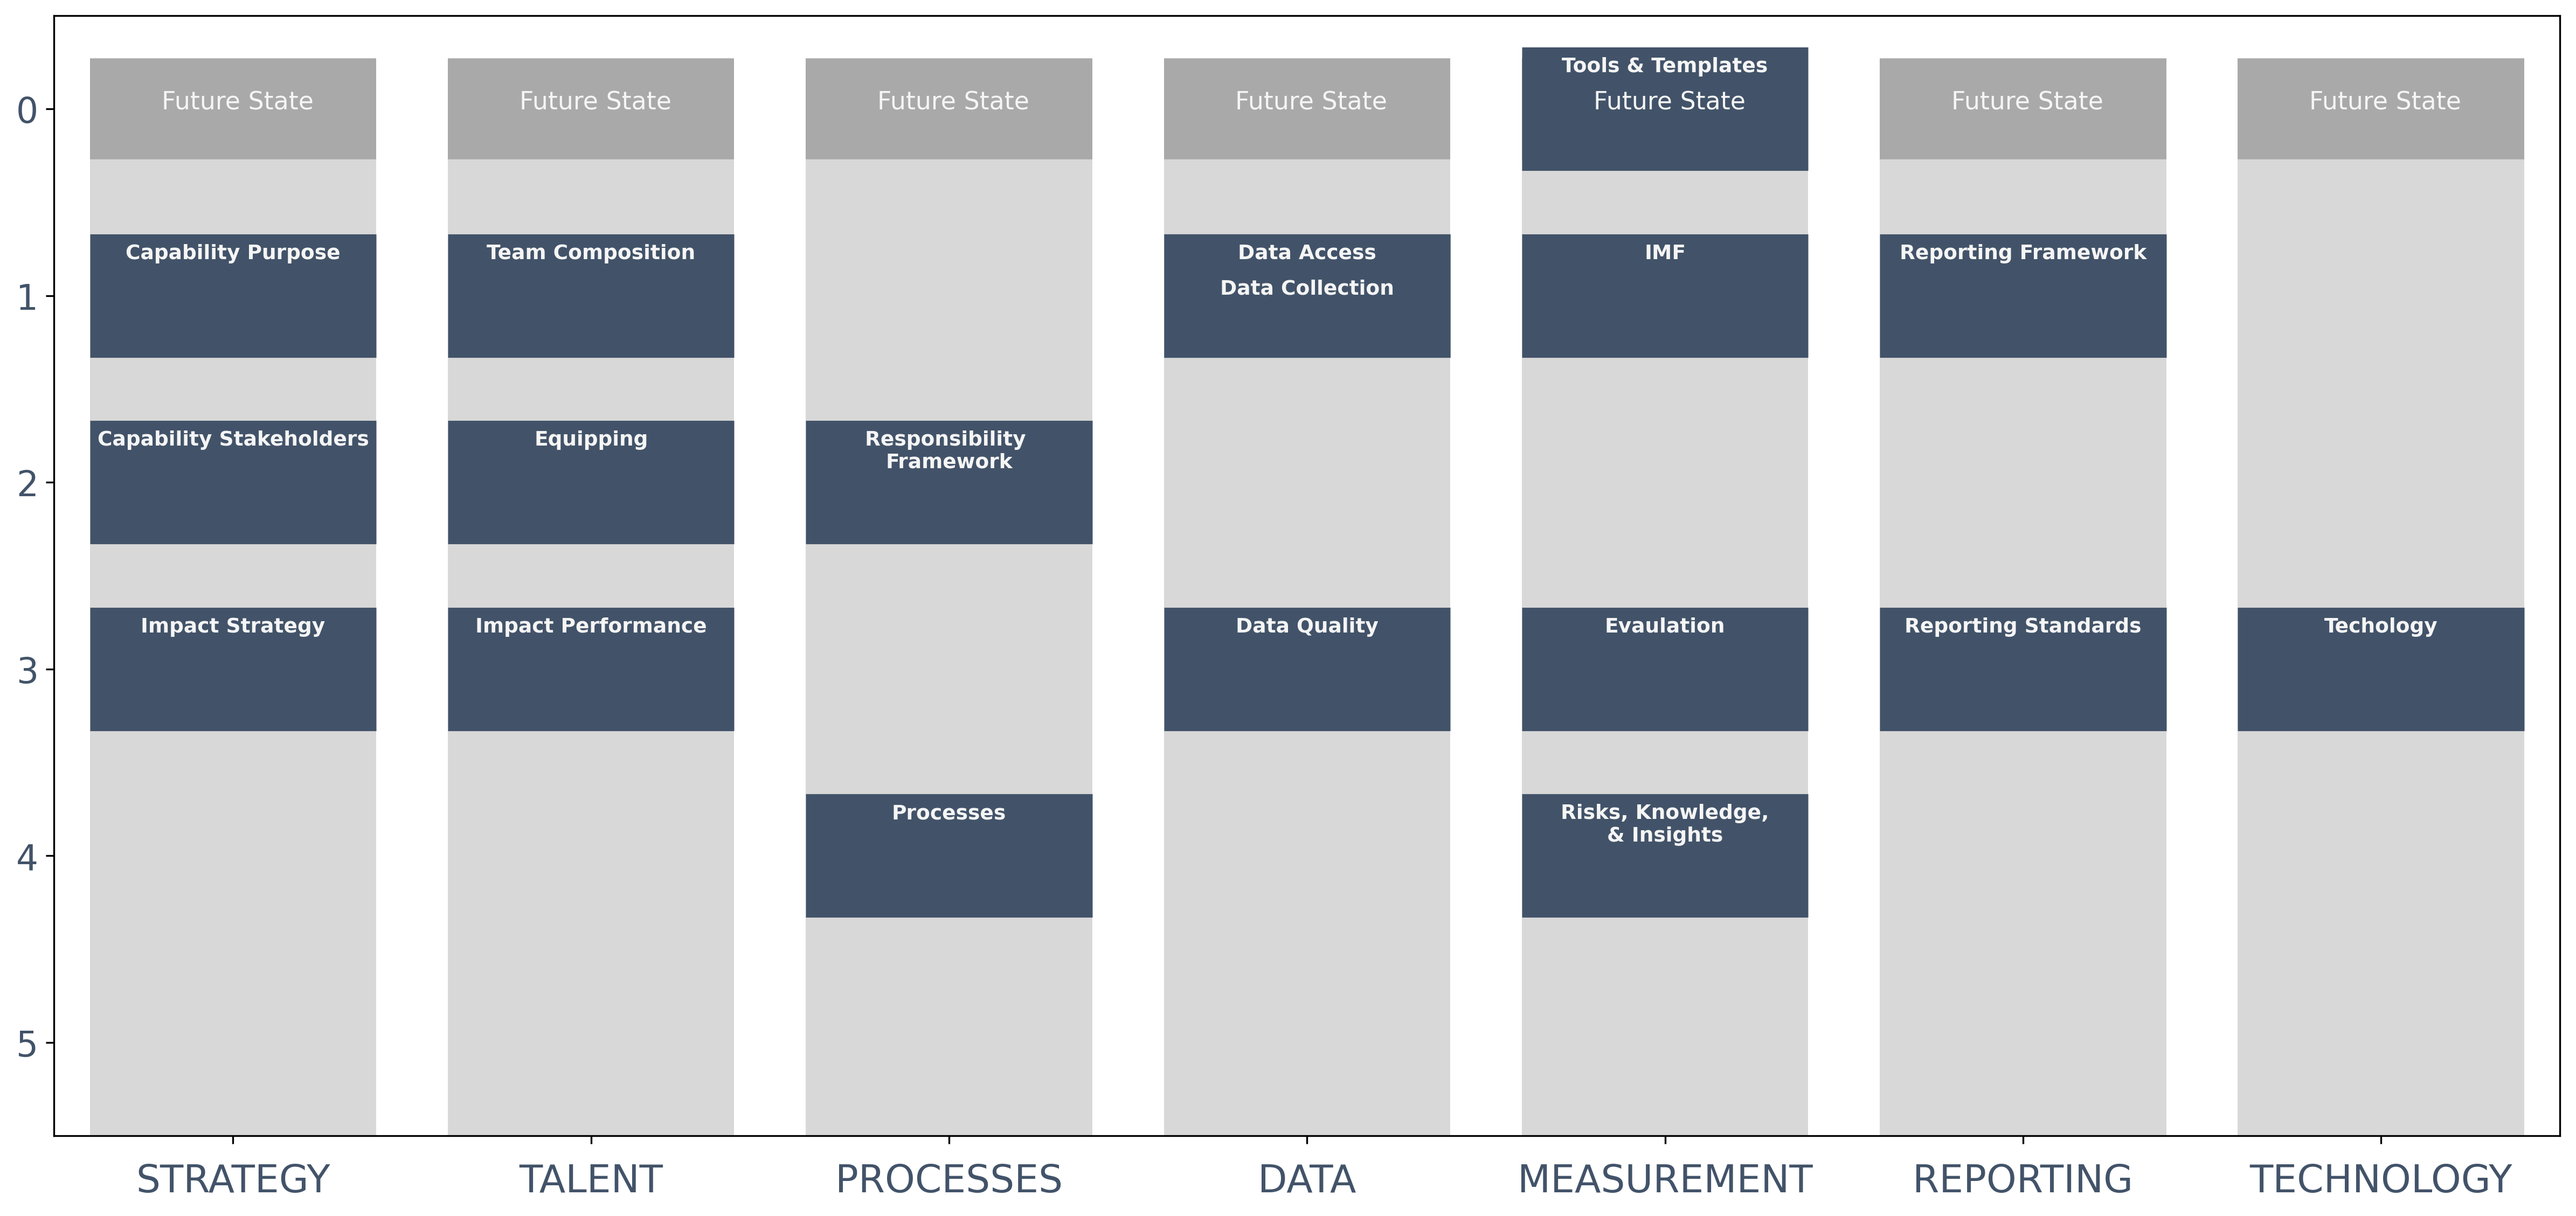 Tools & Templates
0
Future State
Future State
Future State
Future State
Future State
Future State
Future State
Capability Purpose
Team Composition
Data Access
IMF
Reporting Framework
1
Data Collection
Capability Stakeholders
Equipping
Responsibility
Framework
2
Impact Strategy
Impact Performance
Data Quality
Evaulation
Reporting Standards
Techology
3
Processes
Risks, Knowledge,
& Insights
4
5
STRATEGY
TALENT
PROCESSES
DATA
MEASUREMENT
REPORTING
TECHNOLOGY